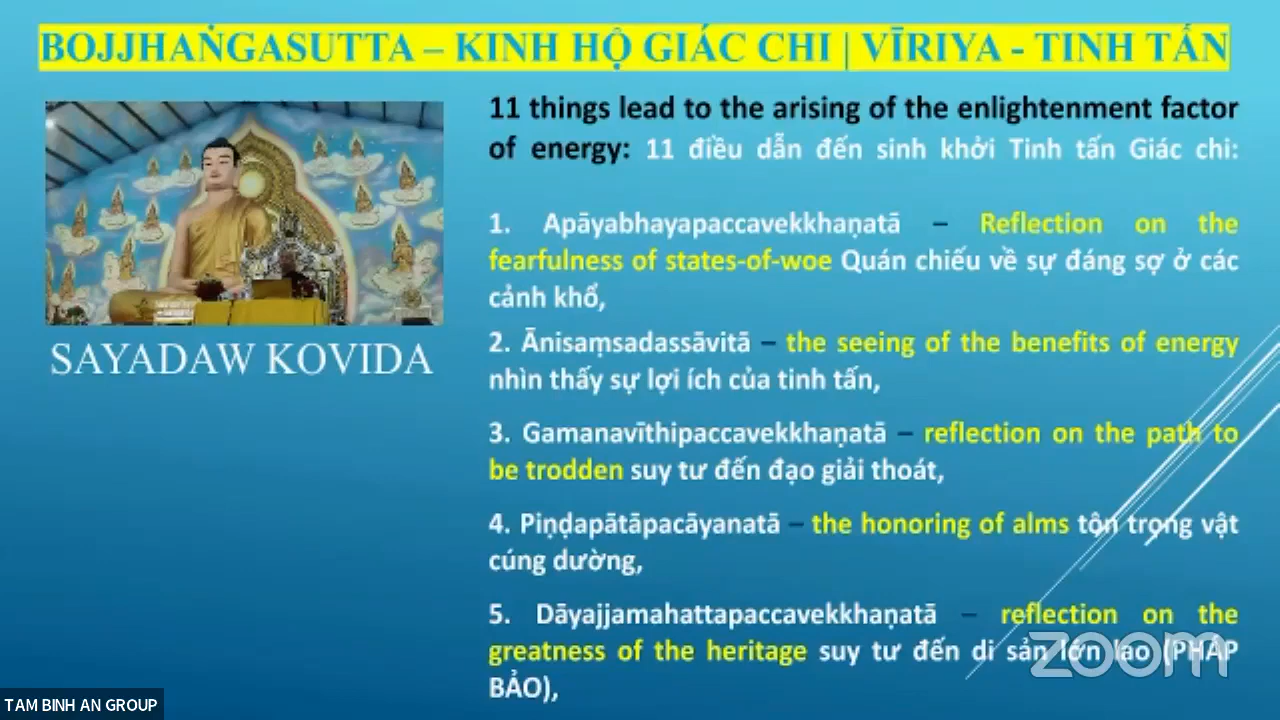 BOJJHAṄGASUTTA – KINH HỘ GIÁC CHI | VĪRIYA - TINH TẤN
11 things lead to the arising of the enlightenment factor
of energy: 11 điều dẫn đến sinh khởi Tinh tấn Giác chi:
1. Apāyabhayapaccavekkhaṇatā – Reflection on the
fearfulness of states-of-woe Quán chiếu về sự đáng sợ ở các
cảnh khổ,
SAYADAW KOVIDA
2. Ānisaṃsadassāvitā – the seeing of the benefits of energy
nhìn thấy sự lợi ích của tinh tấn,
3. Gamanavīthipaccavekkhaṇatā – reflection on the path to
be trodden suy tư đến đạo giải thoát,
4. Piṇḍapātāpacāyanatā – the honoring of alms tôn trọng vật
cúng dường,
5. Dāyajjamahattapaccavekkhaṇatā – reflection on the
greatness of the heritage suy tư đến di sản lớn lao (PHÁP
BẢO),
zoom
TAM BINH AN GROUP